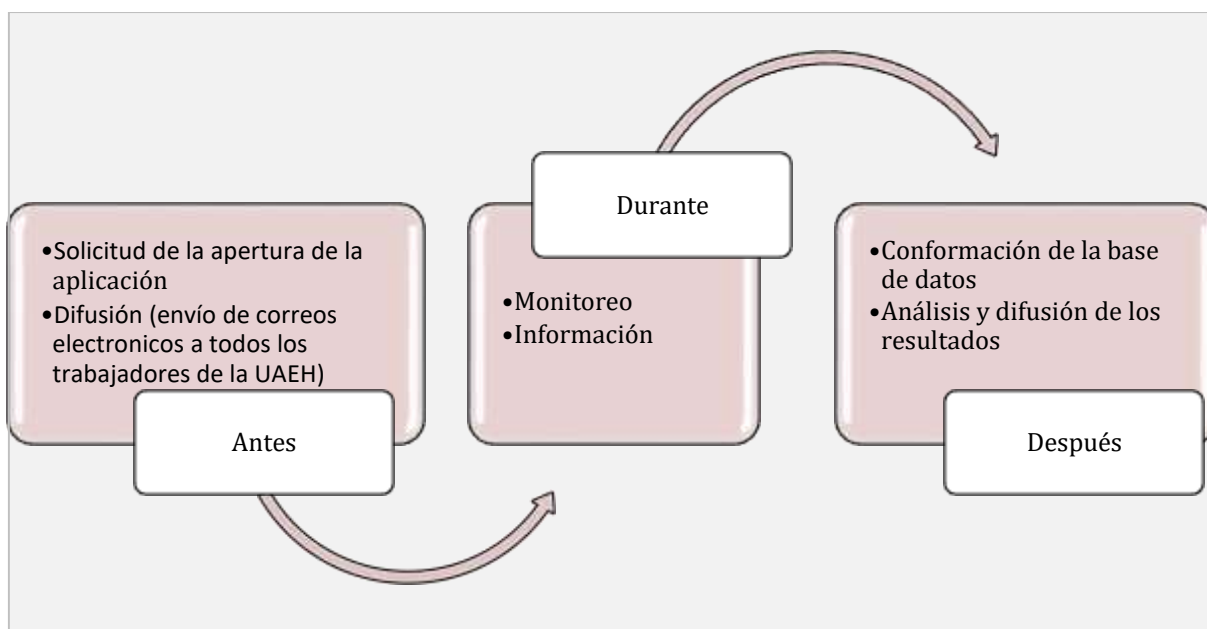 •Solicitud de la apertura de la
aplicación
•Difusión (envío de correos
electronicos a todos los
trabajadores de la UAEH)
Antes
Durante
•Monitoreo
•Información
•Conformación de la base
de datos
•Análisis y difusión de los
resultados
Después